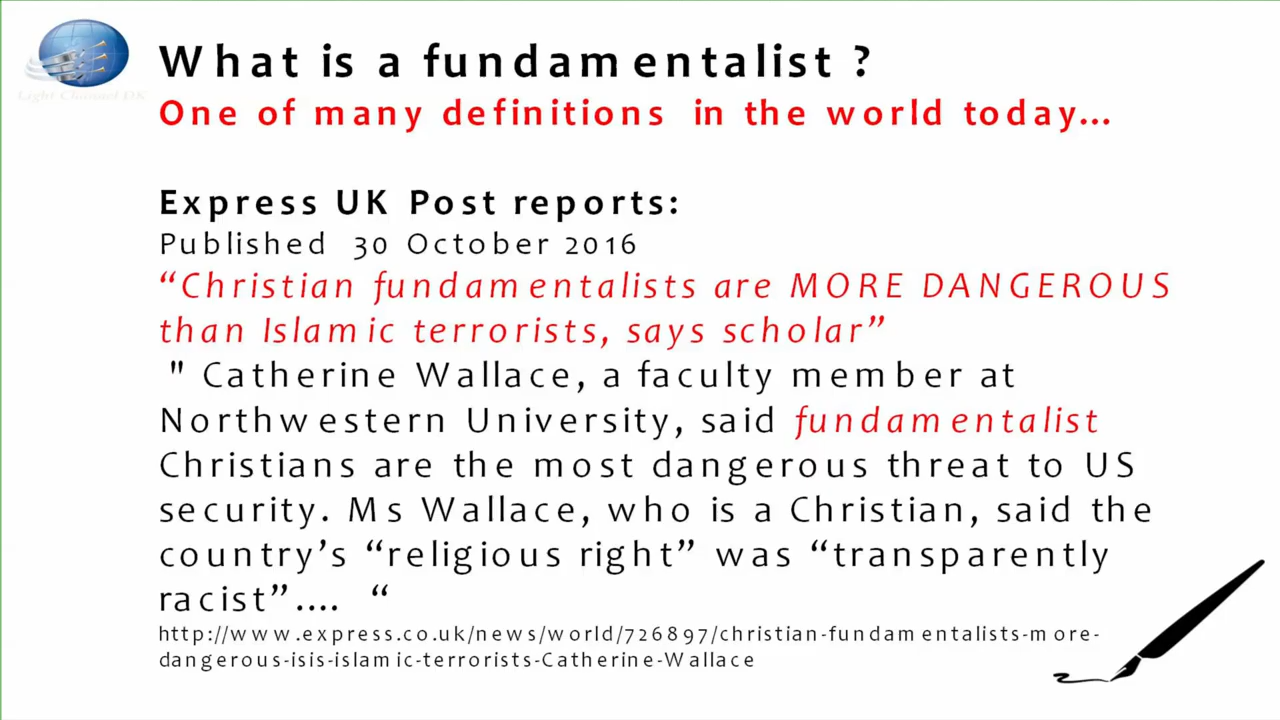 Light Channel DK
What is a fundamentalist ?
One of many definitions in the world today...
Express UK Post reports:
Published 30 October 2016
“Christian fundamentalists are MORE DANGEROUS
than Islamic terrorists, says scholar”
" Catherine Wallace, a faculty member at
Northwestern University, said fundamentalist
Christians are the most dangerous threat to US
security. Ms Wallace, who is a Christian, said the
country’s “religious right” was “transparently
racist”.... “
http://www.express.co.uk/news/world/726897/christian-fundamentalists-more-
dangerous-isis-islamic-terrorists-Catherine-Wallace